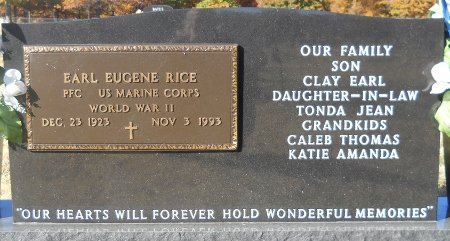 EARL EUGENE RICE
PFC US MARINE CORPS
WORLD WAR II
DEC 23 1923 NOV 3 1993
OUR FAMILY
SON
CLAY EARL
DAUGHTER-IN-LAW
TONDA JEAN
GRANDKIDS
CALEB THOMAS
KATIE AMANDA
"OUR HEARTS WILL FOREVER HOLD WONDERFUL MEMORIES"